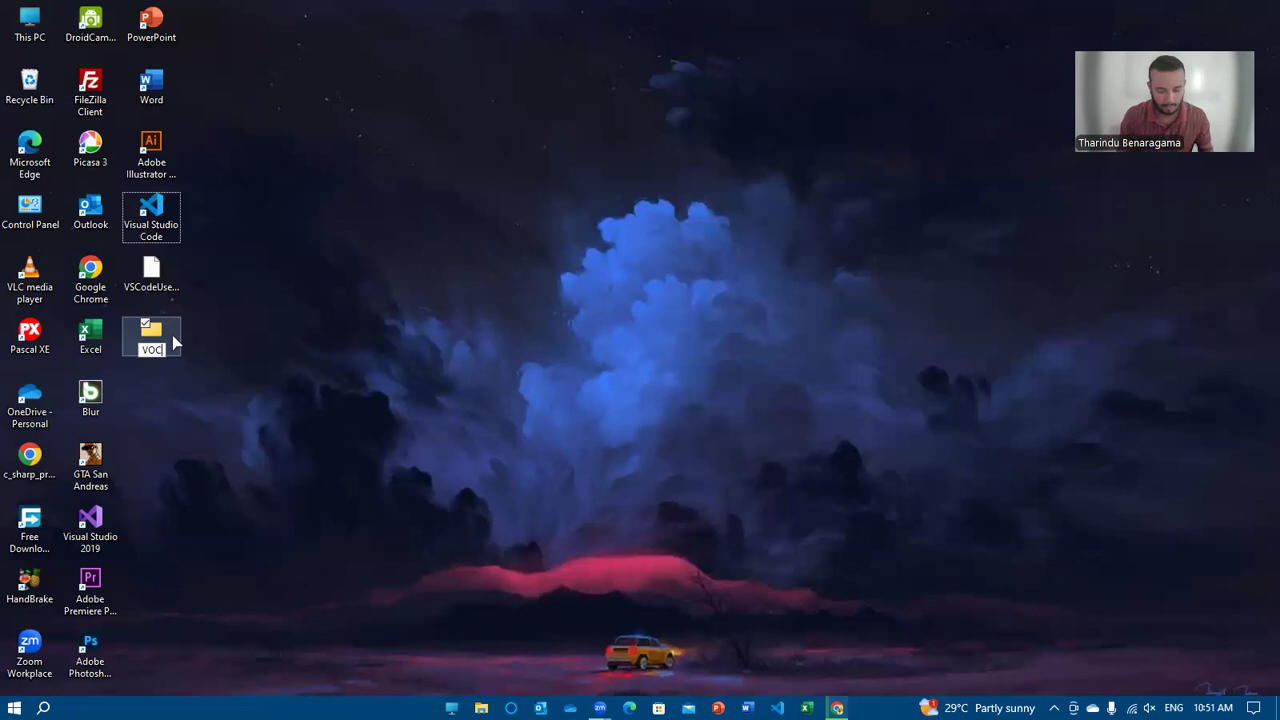 This PC
DroidCam...
PowerPoint
Recycle Bin
FileZilla
Client
Word
Microsoft
Edge
Picasa 3
Adobe
Illustrator ...
Control Panel
Outlook
Visual Studio
Code
VLC media
player
Google
Chrome
VSCodeUse...
Pascal XE
Excel
VOC
OneDrive -
Personal
Blur
c_sharp_pr...
GTA San
Andreas
Free
Downlo...
Visual Studio
2019
HandBrake
Adobe
Premiere P...
Zoom
Workplace
Adobe
Photosh...
Tharindu Benaragama
29°C Partly sunny
ENG
10:51 AM